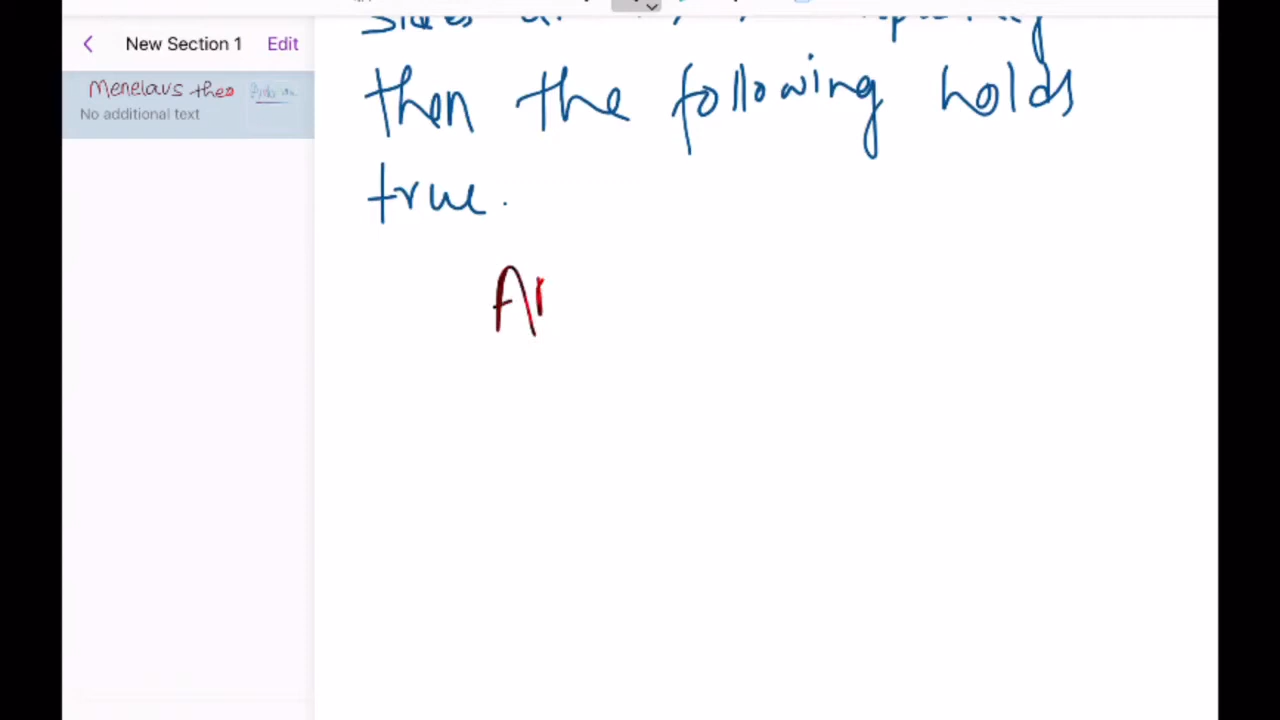 New Section 1 Edit
Menelaus theo
No additional text
then the following holds
true.
A